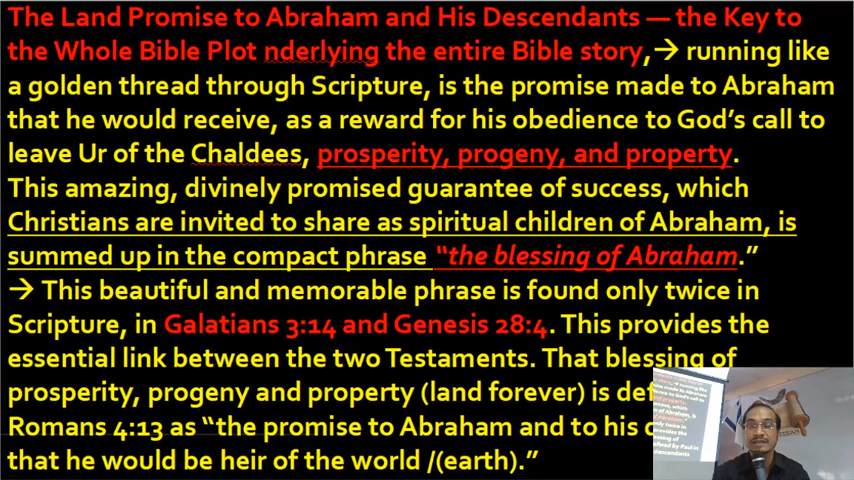 The Land Promise to Abraham and His Descendants — the Key to
the Whole Bible Plot nderlying the entire Bible story,→ running like
a golden thread through Scripture, is the promise made to Abraham
that he would receive, as a reward for his obedience to God’s call to
leave Ur of the Chaldees, prosperity, progeny, and property.
This amazing, divinely promised guarantee of success, which
Christians are invited to share as spiritual children of Abraham, is
summed up in the compact phrase “the blessing of Abraham.”
→ This beautiful and memorable phrase is found only twice in
Scripture, in Galatians 3:14 and Genesis 28:4. This provides the
essential link between the two Testaments. That blessing of
prosperity, progeny and property (land forever) is
Romans 4:13 as “the promise to Abraham and to his
that he would be heir of the world /(earth).”